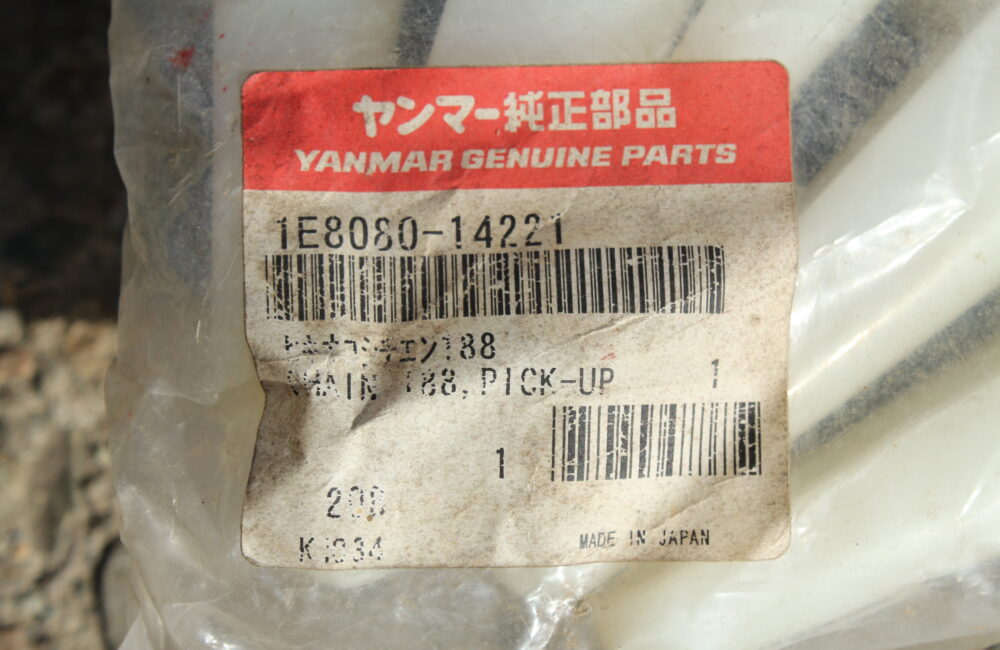 ヤンマー純正部品
YANMAR GENUINE PARTS
1E8080-14221
188
CHAIN 188,PICK-UP 1
1
MADE IN JAPAN